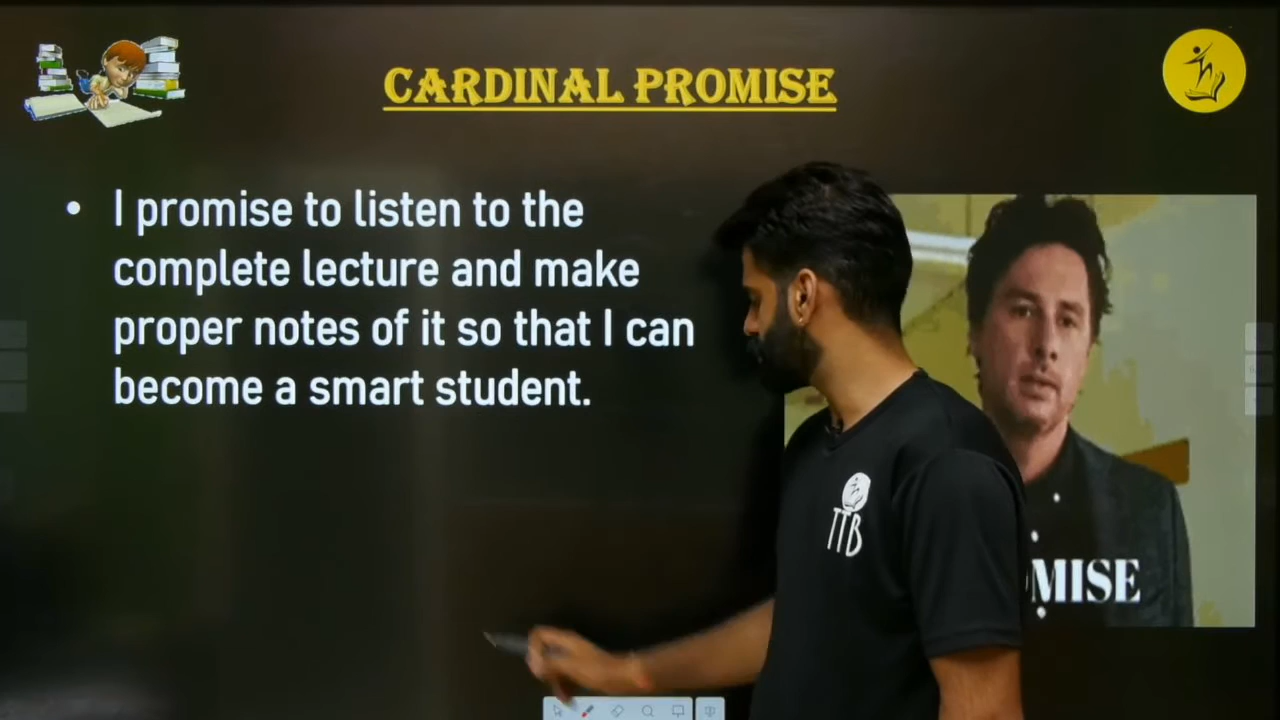 CARDINAL PROMISE
• I promise to listen to the
complete lecture and make
proper notes of it so that I can
become a smart student.
TTB
OMISE